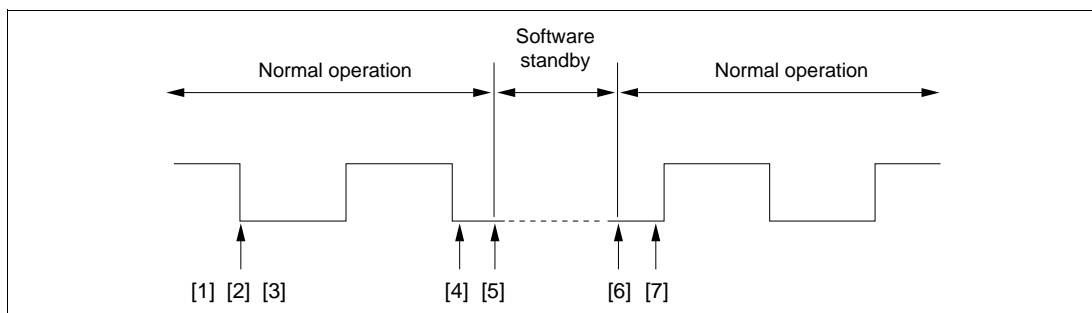 Software
standby
Normal operation
Normal operation
[1] [2] [3] [4] [5] [6] [7]